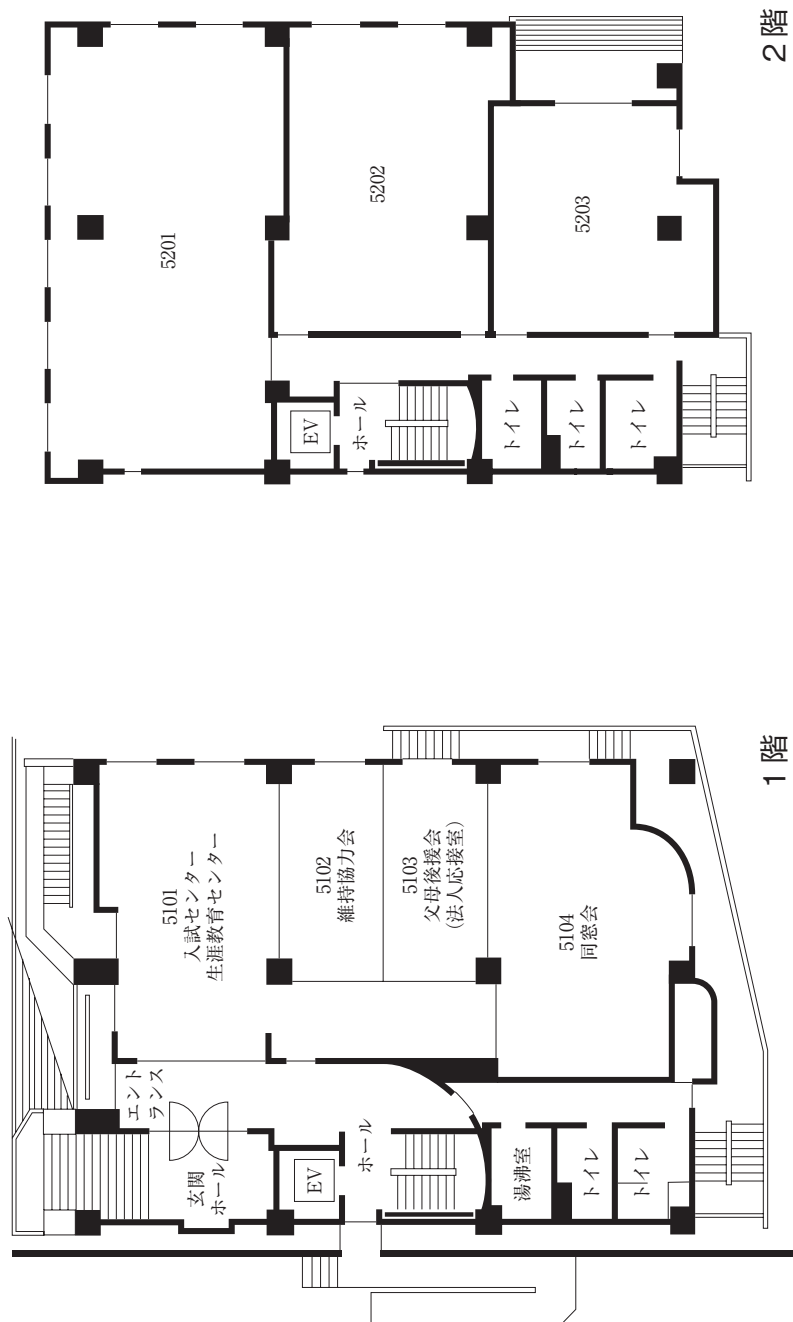 2階
5201
5202
5203
EV
ホール
トイレ
トイレ
トイレ
1階
5101
入試センター
生涯教育センター
5102
維持協力会
5103
父母後援会
(法人応接室)
5104
同窓会
エント
ランス
玄関
ホール
EV
ホール
湯沸室
トイレ
トイレ